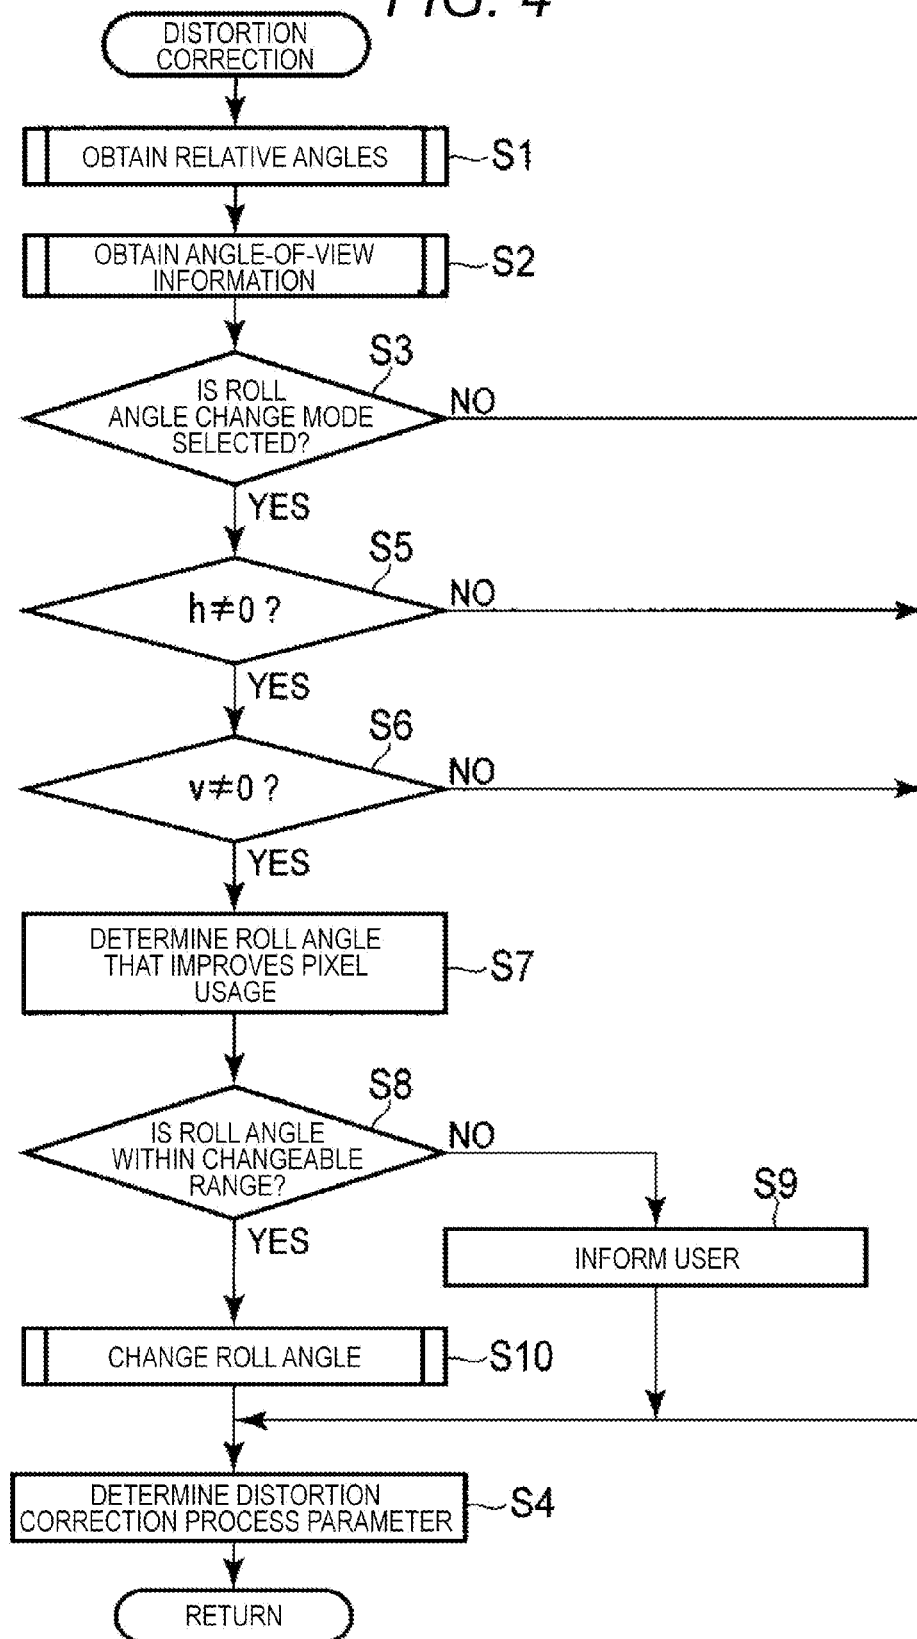 FIG. 4
DISTORTION
CORRECTION
OBTAIN RELATIVE ANGLES
S1
OBTAIN ANGLE-OF-VIEW
INFORMATION
S2
S3
IS ROLL
ANGLE CHANGE MODE
SELECTED?
NO
YES
S5
h≠0 ?
NO
YES
S6
v≠0 ?
NO
YES
DETERMINE ROLL ANGLE
THAT IMPROVES PIXEL
USAGE
S7
S8
IS ROLL ANGLE
WITHIN CHANGEABLE
RANGE?
NO
YES
S9
INFORM USER
CHANGE ROLL ANGLE
S10
DETERMINE DISTORTION
CORRECTION PROCESS PARAMETER
S4
RETURN